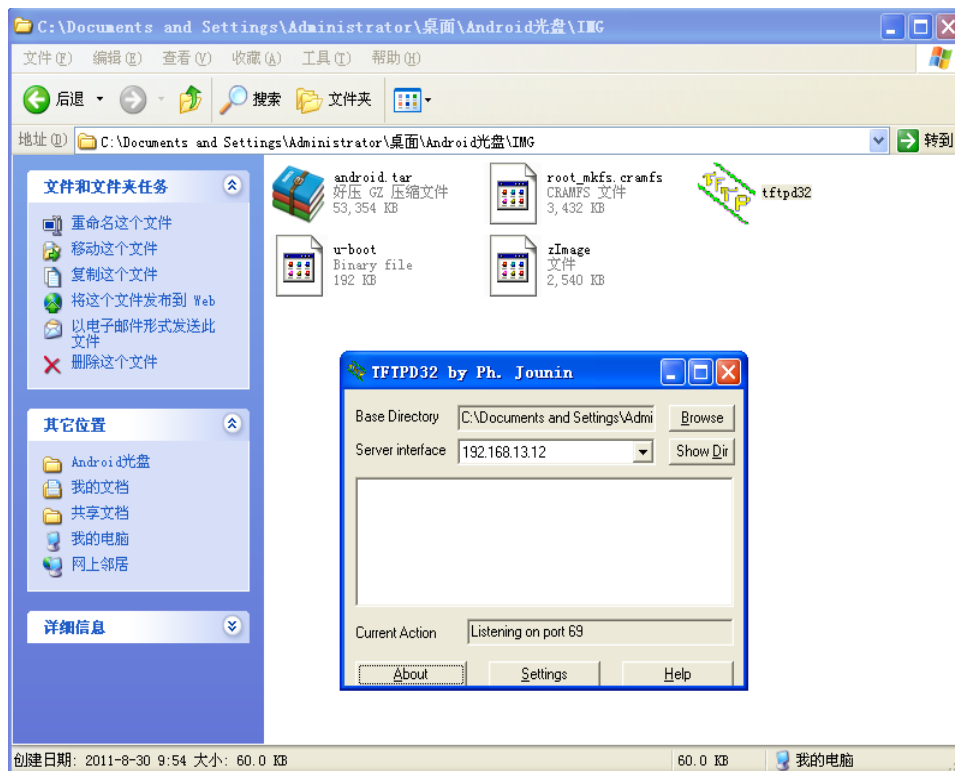 C:\Documents and Settings\Administrator\桌面\Android光盘\IMG
文件(F) 编辑(E) 查看(V) 收藏(A) 工具(T) 帮助(H)
后退 搜索 文件夹
地址(D) C:\Documents and Settings\Administrator\桌面\Android光盘\IMG 转到
文件和文件夹任务
重命名这个文件
移动这个文件
复制这个文件
将这个文件发布到 Web
以电子邮件形式发送此
文件
删除这个文件
其它位置
Android光盘
我的文档
共享文档
我的电脑
网上邻居
详细信息
android.tar
好压 GZ 压缩文件
53,354 KB
root_mkfs.cramfs
CRAMFS 文件
3,432 KB
TFTP
tftpd32
u-boot
Binary file
192 KB
zImage
文件
2,540 KB
TFTPD32 by Ph. Jounin
Base Directory C:\Documents and Settings\Admi Browse
Server interface 192.168.13.12 Show Dir
Current Action Listening on port 69
About Settings Help
创建日期: 2011-8-30 9:54 大小: 60.0 KB 60.0 KB 我的电脑